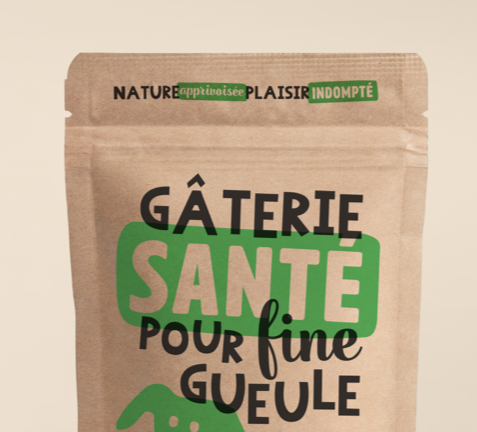 NATURE apprivoisée PLAISIR INDOMPTÉ
GÂTERIE
SANTÉ
POUR fine
GUEULE